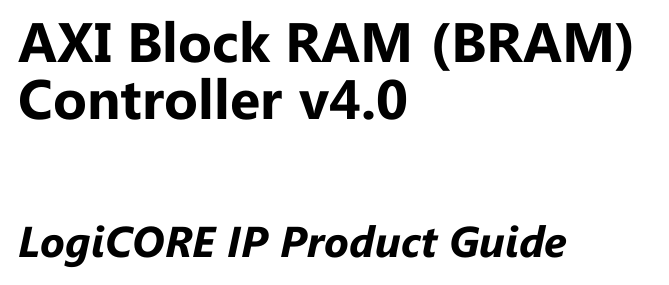 AXI Block RAM (BRAM)
Controller v4.0
LogiCORE IP Product Guide